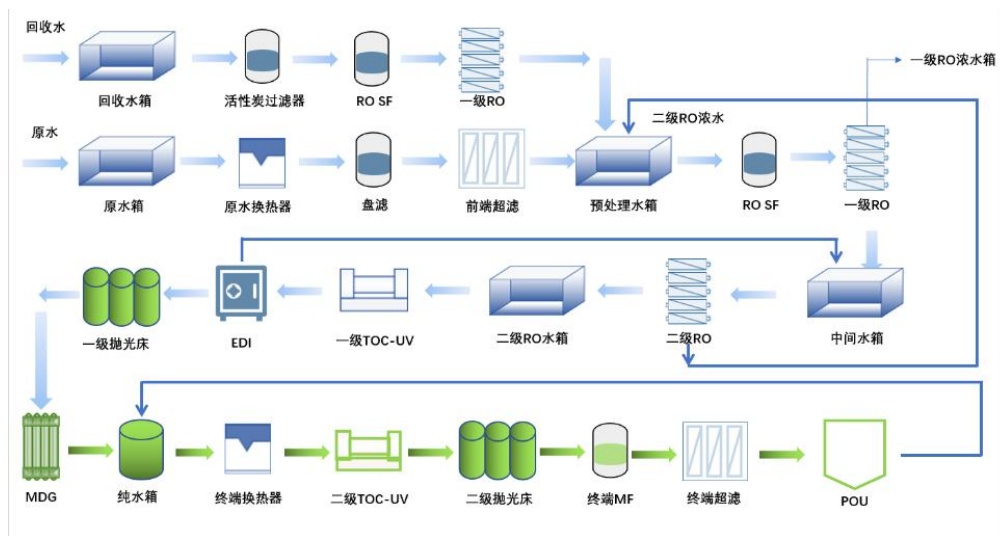 回收水
回收水箱
活性炭过滤器
RO SF
一级RO
一级RO浓水箱
原水
二级RO浓水
原水箱
原水换热器
盘滤
前端超滤
预处理水箱
RO SF
一级RO
一级抛光床
EDI
一级TOC-UV
二级RO水箱
二级RO
中间水箱
MDG
纯水箱
终端换热器
二级TOC-UV
二级抛光床
终端MF
终端超滤
POU